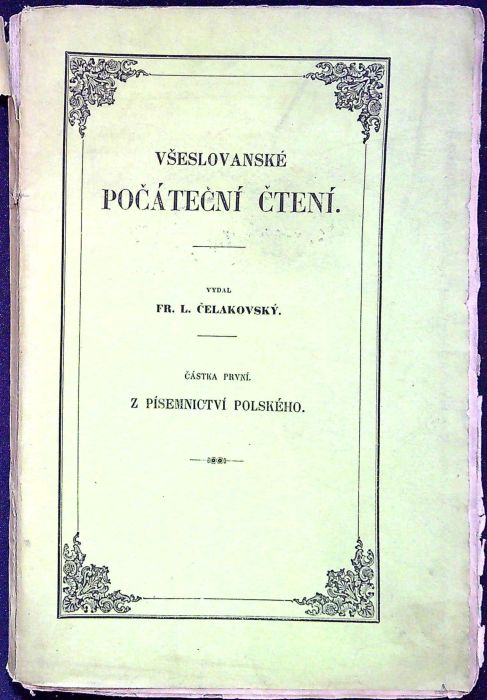 VŠESLOVANSKÉ
POČÁTEČNÍ ČTENÍ.
VYDAL
FR. L. ČELAKOVSKÝ.
ČÁSTKA PRVNÍ.
Z PÍSEMNICTVÍ POLSKÉHO.